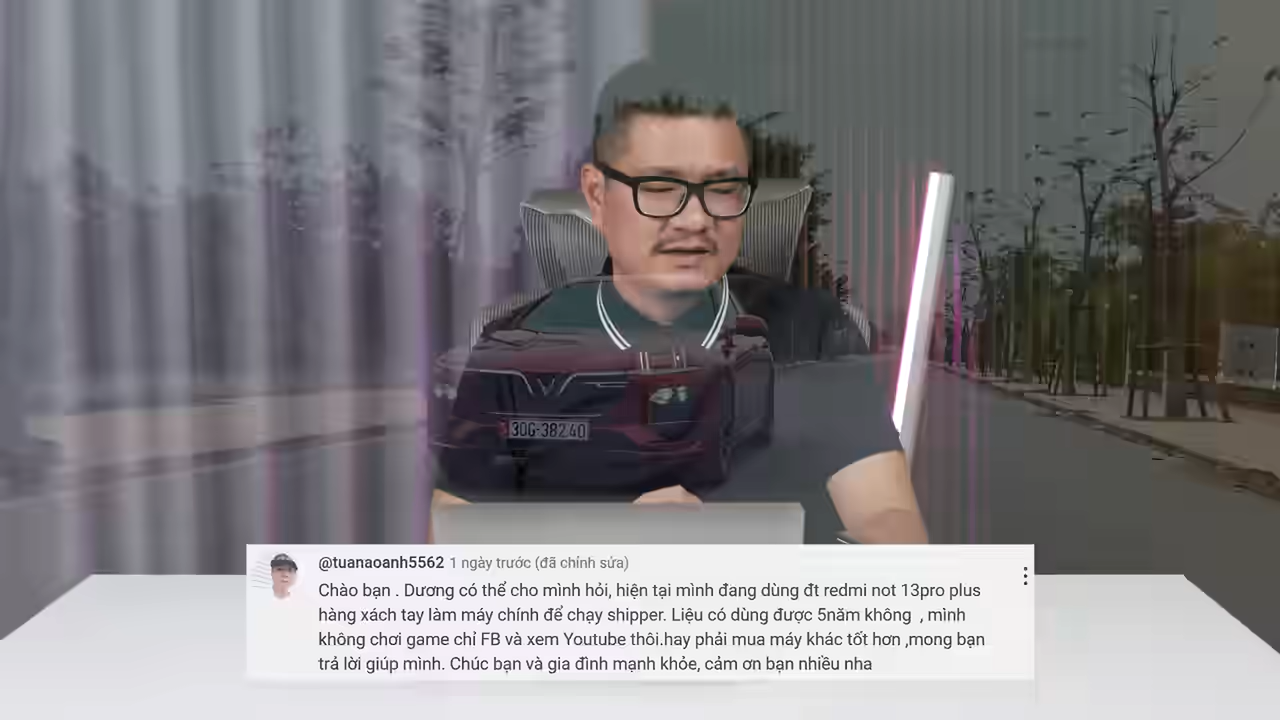 30G-382.40
@tuanaoanh5562 1 ngày trước (đã chỉnh sửa)
Chào bạn . Dương có thể cho mình hỏi, hiện tại mình đang dùng đt redmi not 13pro plus
hàng xách tay làm máy chính để chạy shipper. Liệu có dùng được 5năm không , mình
không chơi game chỉ FB và xem Youtube thôi.hay phải mua máy khác tốt hơn ,mong bạn
trả lời giúp mình. Chúc bạn và gia đình mạnh khỏe, cảm ơn bạn nhiều nha